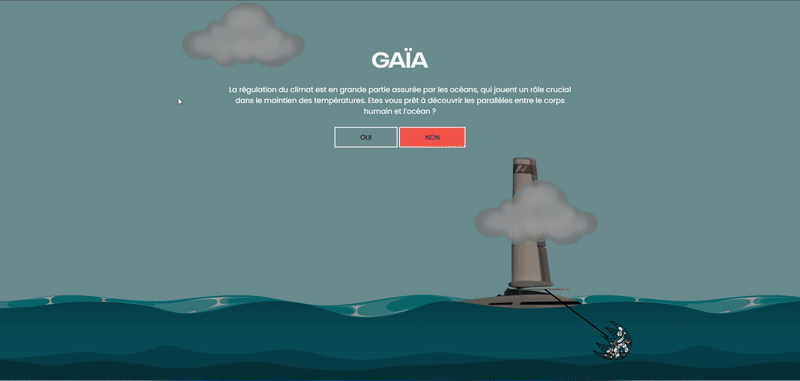 GAÏA
La régulation du climat est en grande partie assurée par les océans, qui jouent un rôle crucial
dans le maintien des températures. Etes vous prêt à découvrir les parallèles entre le corps
humain et l'océan ?
OUI
NON